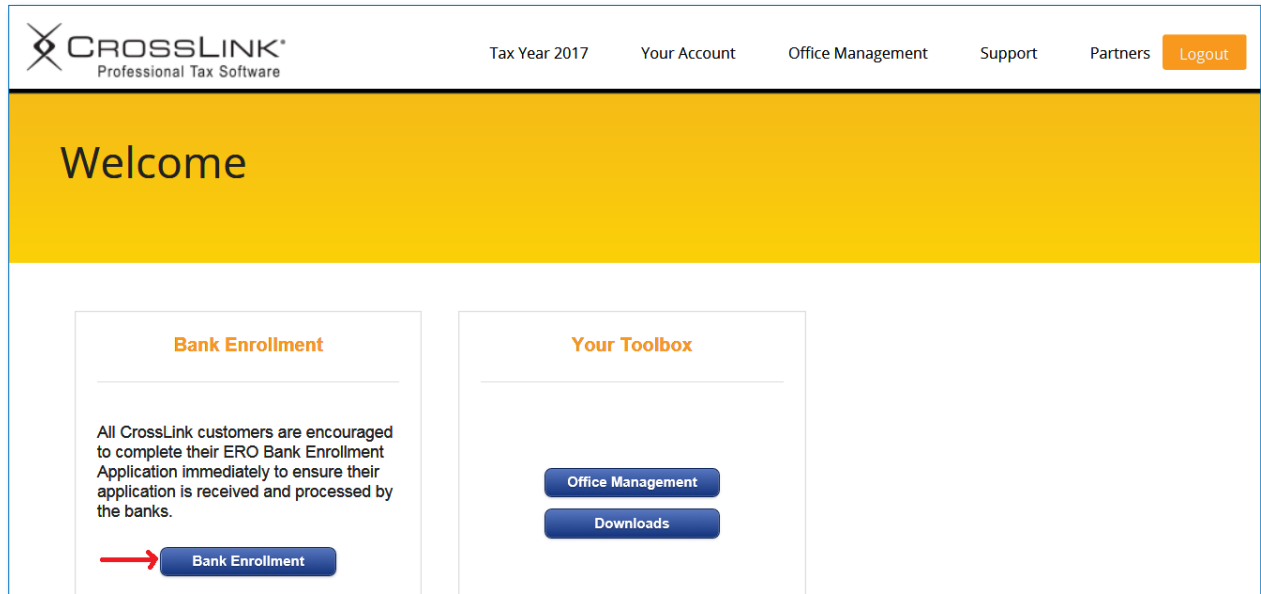 CROSSLINK®
Professional Tax Software
Tax Year 2017
Your Account
Office Management
Support
Partners
Logout
Welcome
Bank Enrollment
All CrossLink customers are encouraged
to complete their ERO Bank Enrollment
Application immediately to ensure their
application is received and processed by
the banks.
Bank Enrollment
Your Toolbox
Office Management
Downloads